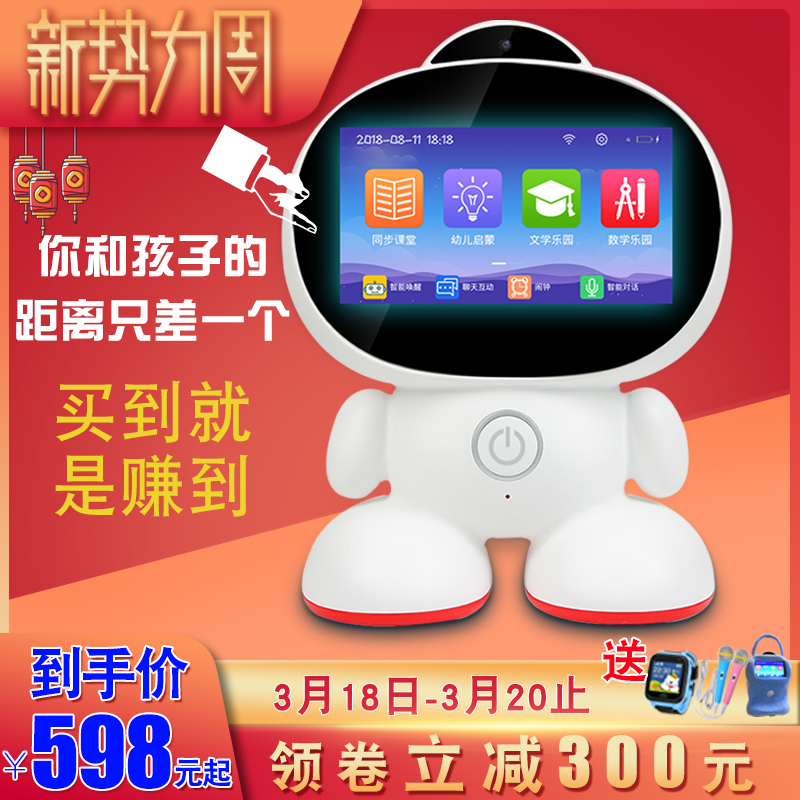 新势力周
2018-08-11 18:18
同步课堂
幼儿启蒙
文学乐园
数学乐园
智能唤醒
聊天互动
闹钟
智能对话
你和孩子的
距离只差一个
买到就
是赚到
到手价
¥598元起
3月18日-3月20止
送
领卷立减300元